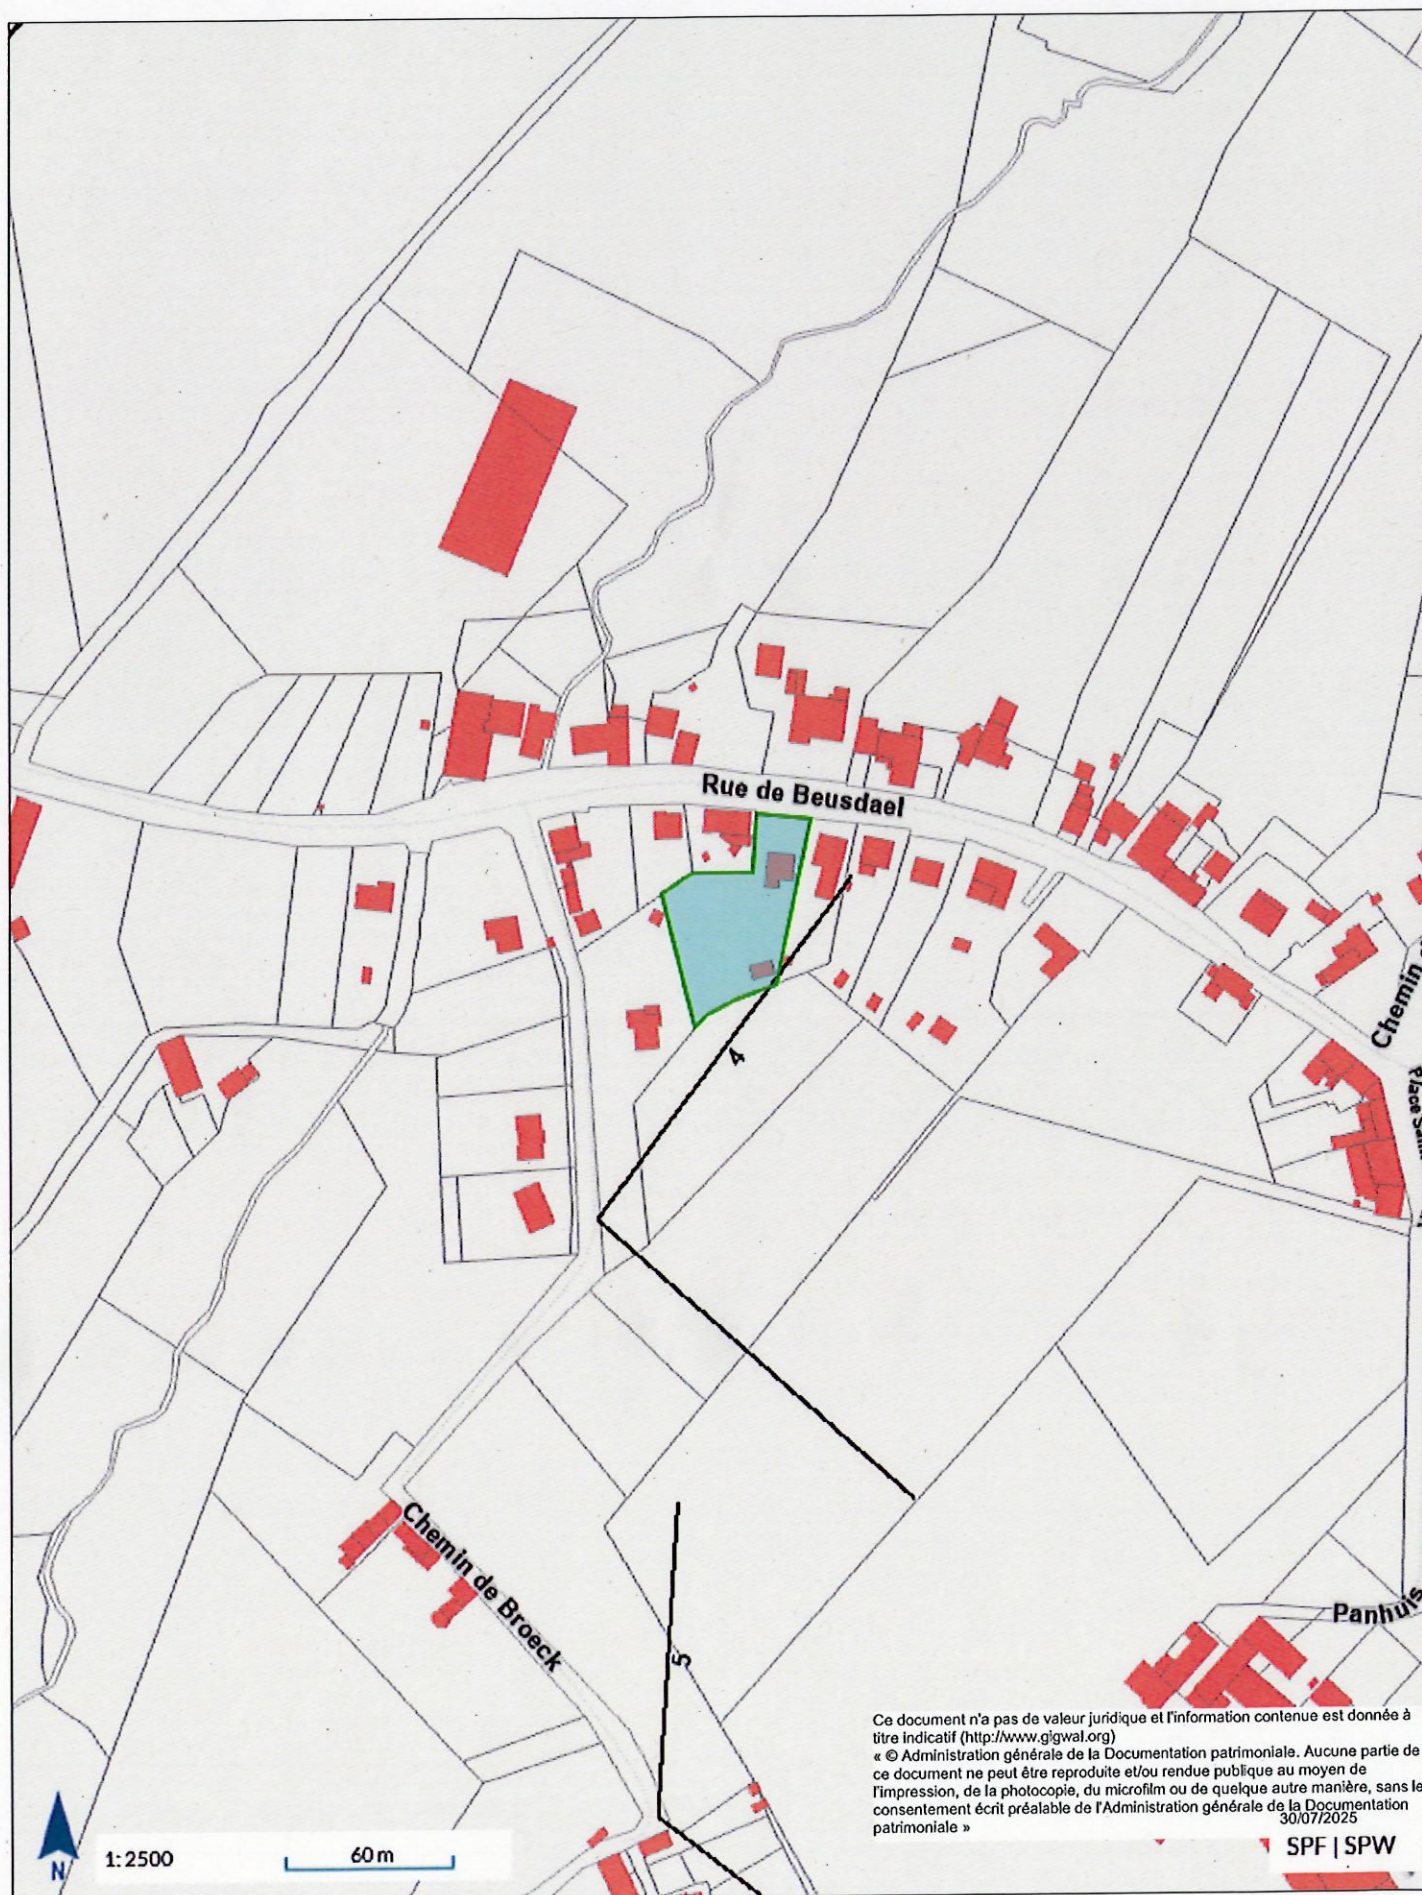 Rue de Beusdael
Chemin
Place
4
Chemin de Broeck
5
Panhuis
Ce document n'a pas de valeur juridique et l'information contenue est donnée à
titre indicatif (http://www.gigwal.org)
« © Administration générale de la Documentation patrimoniale. Aucune partie de
ce document ne peut être reproduite et/ou rendue publique au moyen de
l'impression, de la photocopie, du microfilm ou de quelque autre manière, sans le
consentement écrit préalable de l'Administration générale de la Documentation
patrimoniale »
30/07/2025
SPF | SPW
N
1:2500
60 m